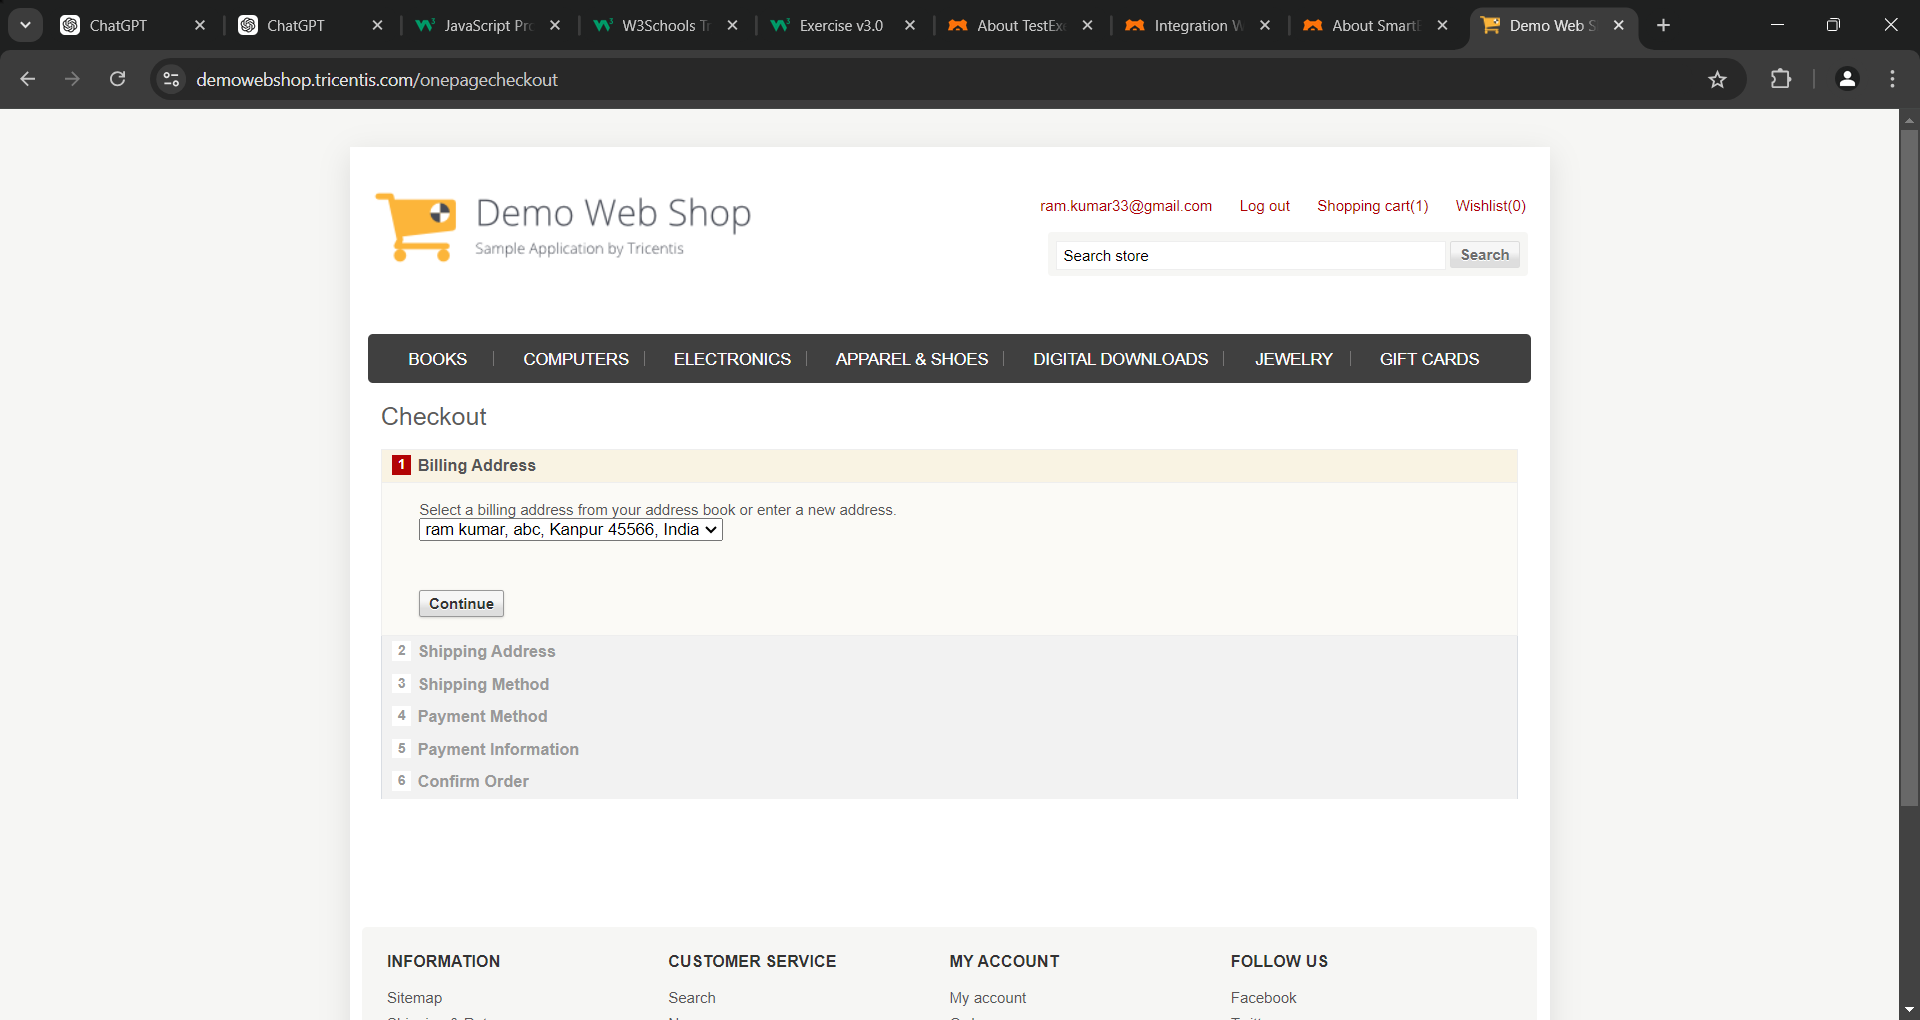 ChatGPT
ChatGPT
JavaScript Pr
W3Schools Tr
Exercise v3.0
About TestEx
Integration
About Smart
Demo Web S
demowebshop.tricentis.com/onepagecheckout
Demo Web Shop
Sample Application by Tricentis
ram.kumar33@gmail.com Log out Shopping cart(1) Wishlist(0)
Search store Search
BOOKS COMPUTERS ELECTRONICS APPAREL & SHOES DIGITAL DOWNLOADS JEWELRY GIFT CARDS
Checkout
1 Billing Address
Select a billing address from your address book or enter a new address.
ram kumar, abc, Kanpur 45566, India
Continue
2 Shipping Address
3 Shipping Method
4 Payment Method
5 Payment Information
6 Confirm Order
INFORMATION CUSTOMER SERVICE MY ACCOUNT FOLLOW US
Sitemap Search My account Facebook